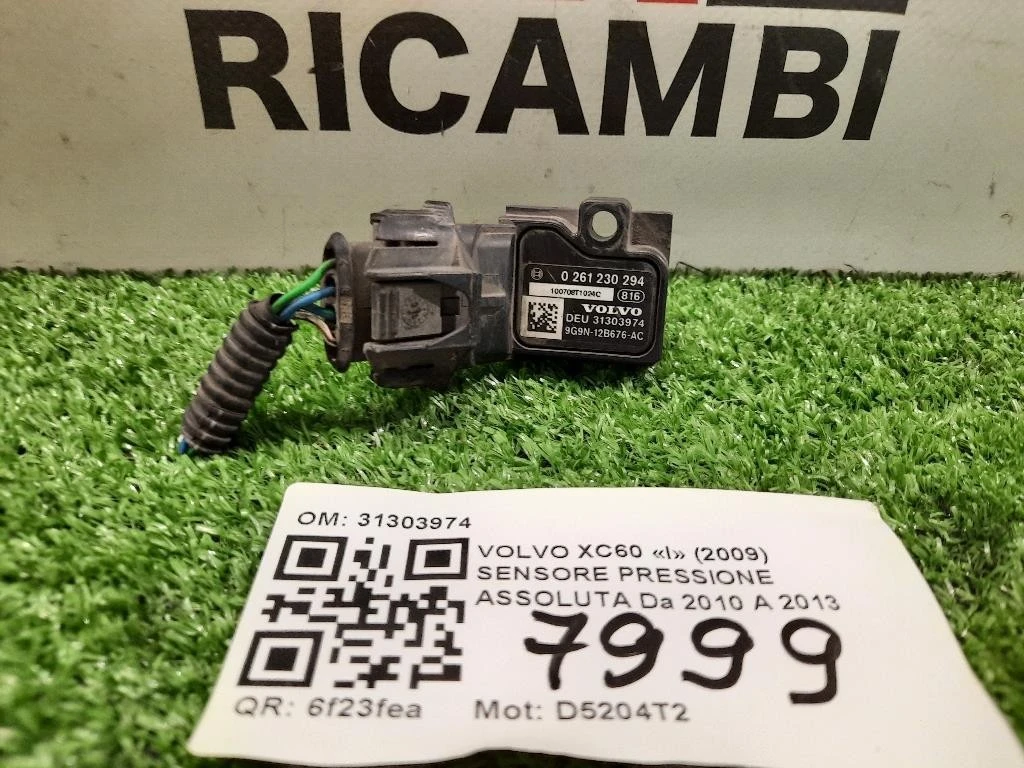 RICAMBI
0 261 230 294
100708T1024C 816
VOLVO
DEU 31303974
9G9N-12B676-AC
OM: 31303974
VOLVO XC60 «I» (2009)
SENSORE PRESSIONE
ASSOLUTA Da 2010 A 2013
7999
QR: 6f23fea Mot: D5204T2